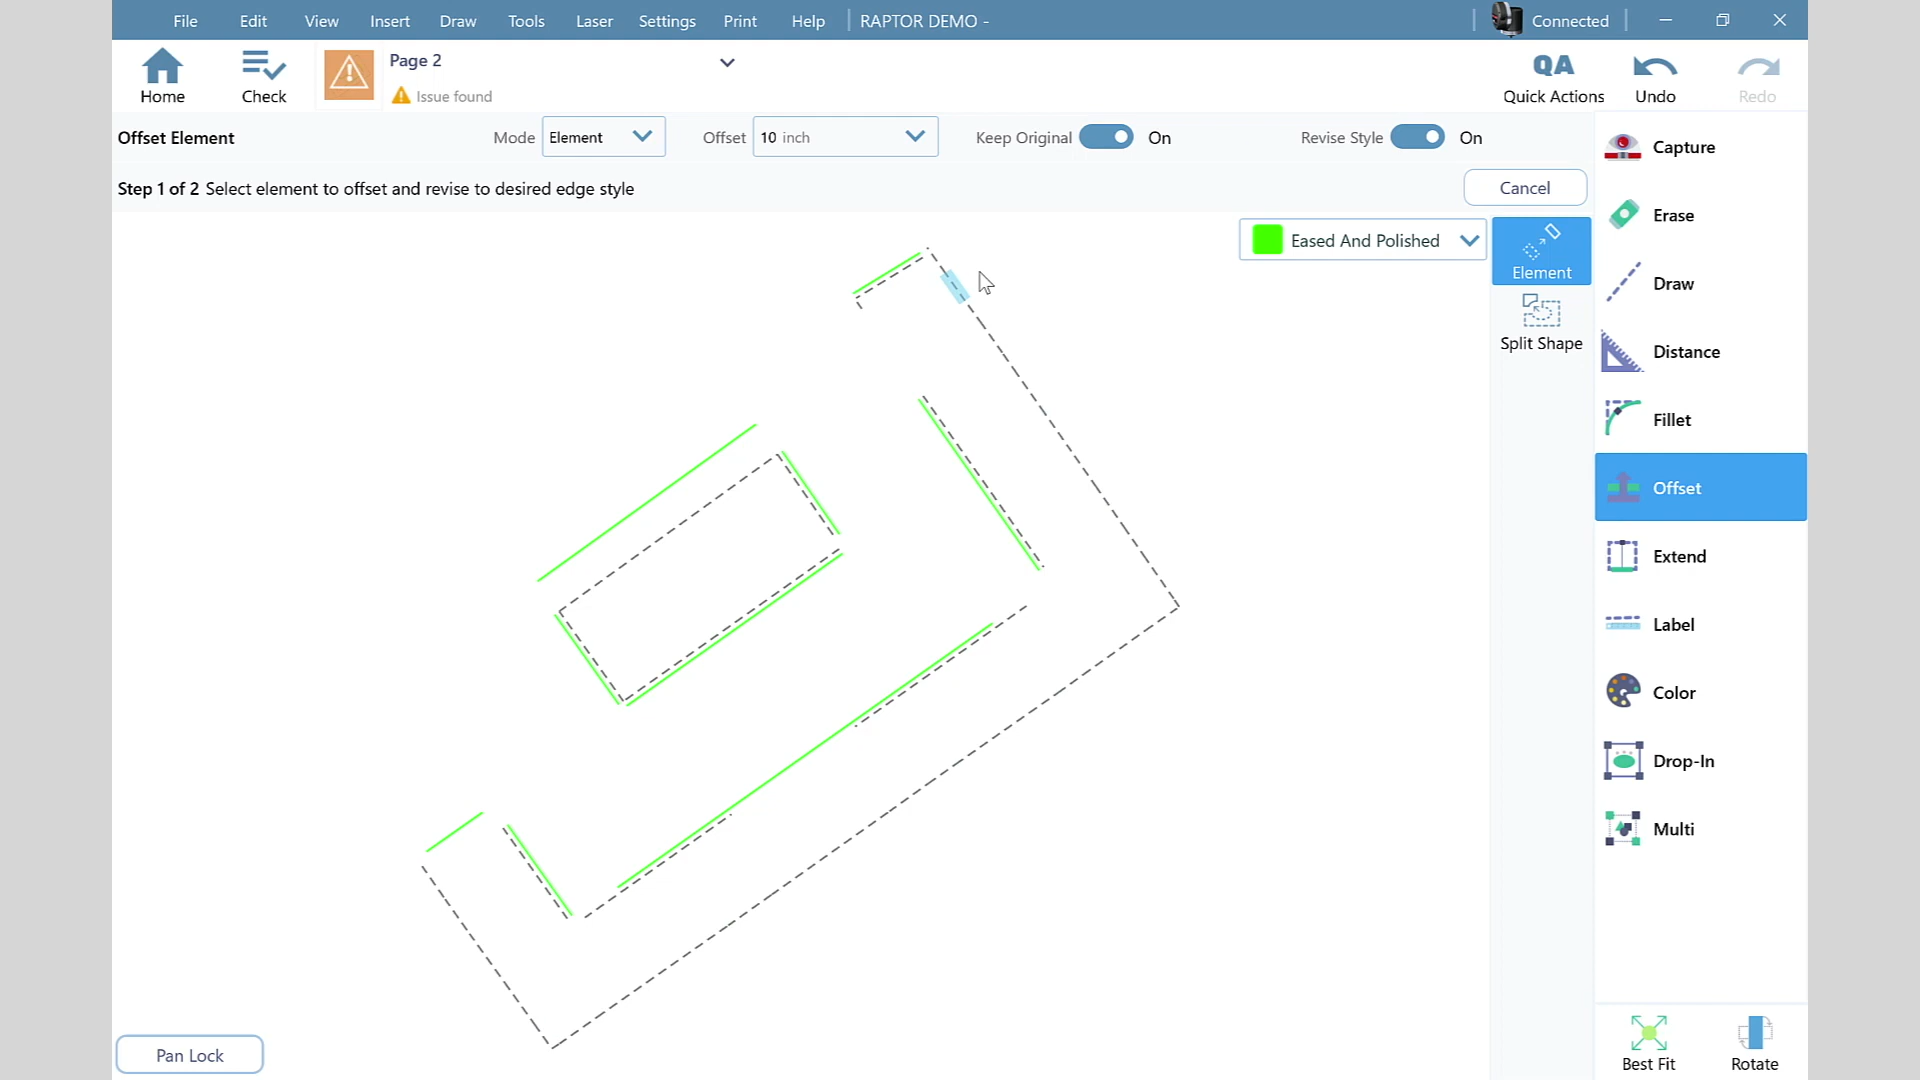 File Edit View Insert Draw Tools Laser Settings Print Help RAPTOR DEMO - Connected
Home Check Page 2 Issue found QA Quick Actions Undo Redo
Offset Element Mode Element Offset 10 inch Keep Original On Revise Style On
Step 1 of 2 Select element to offset and revise to desired edge style Cancel
Eased And Polished
Element
Split Shape
Capture
Erase
Draw
Distance
Fillet
Offset
Extend
Label
Color
Drop-In
Multi
Pan Lock
Best Fit Rotate